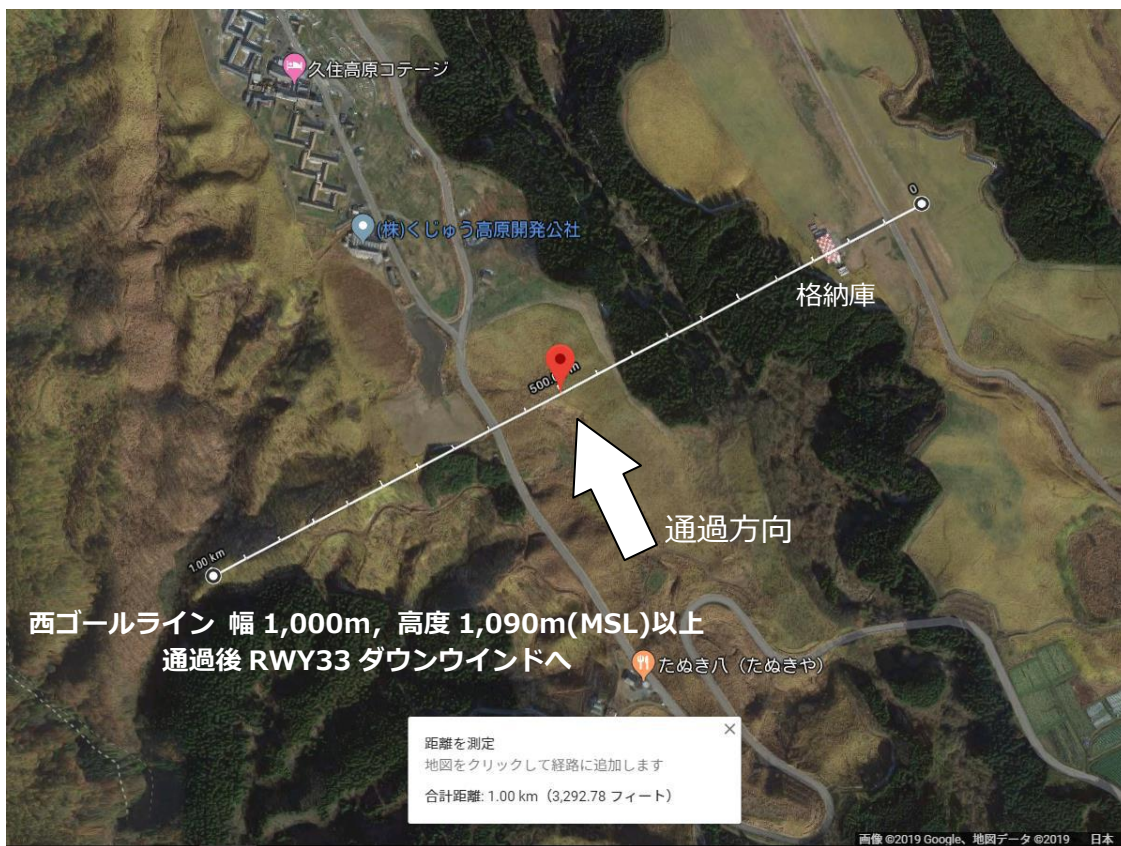 久住高原コテージ
(株)くじゅう高原開発公社
0
格納庫
500.0 m
通過方向
1.00 km
西ゴールライン 幅 1,000m, 高度 1,090m(MSL)以上
通過後 RWY33 ダウンウインドへ
たぬき八（たぬきや）
距離を測定
地図をクリックして経路に追加します
合計距離: 1.00 km（3,292.78 フィート）
画像 ©2019 Google、地図データ ©2019 日本